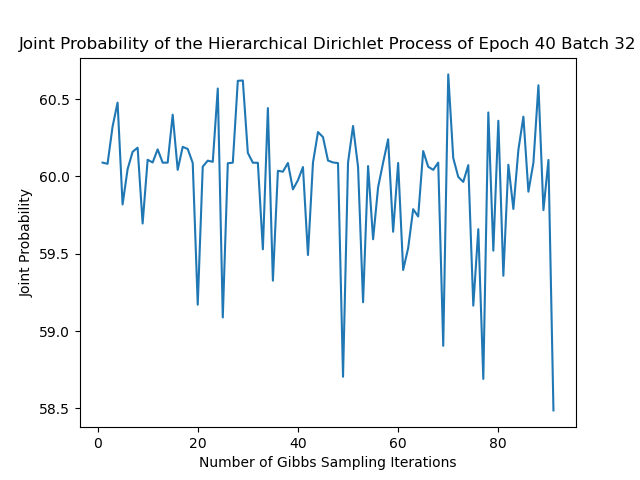 Joint Probability of the Hierarchical Dirichlet Process of Epoch 40 Batch 32
60.5
60.0
59.5
59.0
58.5
Joint Probability
0 20 40 60 80
Number of Gibbs Sampling Iterations